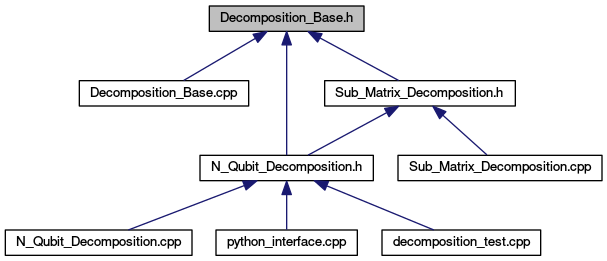 Decomposition_Base.h
Decomposition_Base.cpp
Sub_Matrix_Decomposition.h
N_Qubit_Decomposition.h
Sub_Matrix_Decomposition.cpp
N_Qubit_Decomposition.cpp
python_interface.cpp
decomposition_test.cpp